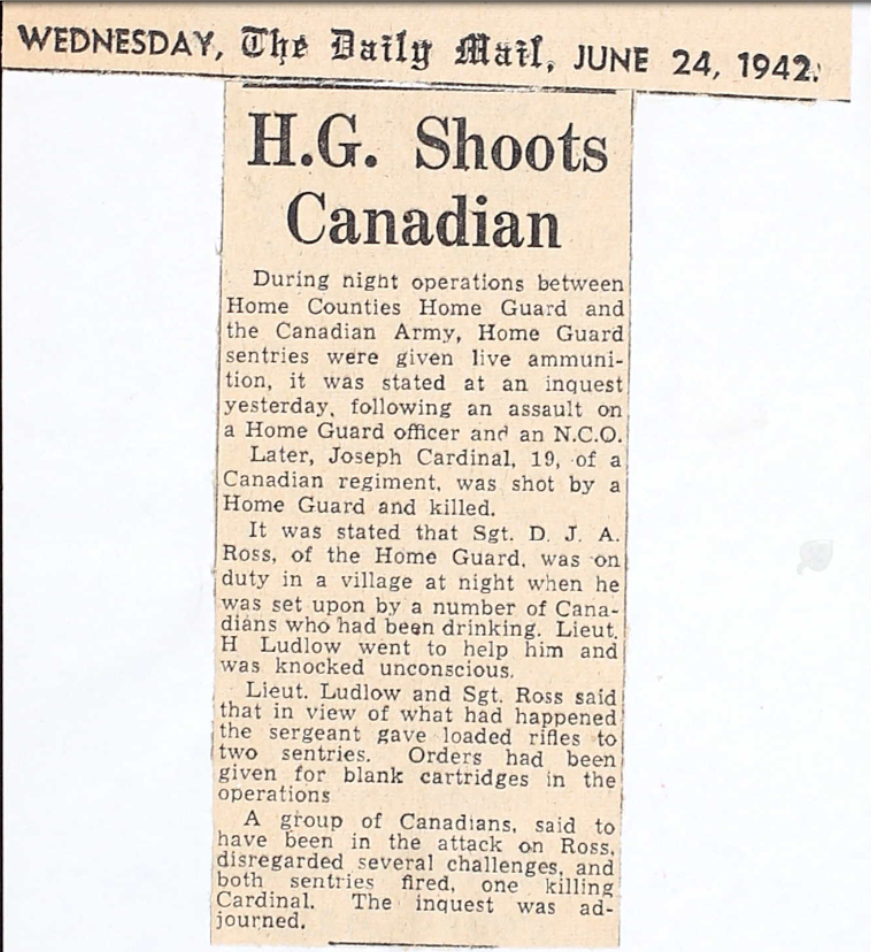 WEDNESDAY, The Daily Mail, JUNE 24, 1942.
H.G. Shoots
Canadian
During night operations between
Home Counties Home Guard and
the Canadian Army, Home Guard
sentries were given live ammuni-
tion, it was stated at an inquest
yesterday, following an assault on
a Home Guard officer and an N.C.O.
Later, Joseph Cardinal, 19, of a
Canadian regiment, was shot by a
Home Guard and killed.
It was stated that Sgt. D. J. A.
Ross, of the Home Guard, was on
duty in a village at night when he
was set upon by a number of Cana-
dians who had been drinking. Lieut.
H Ludlow went to help him and
was knocked unconscious.
Lieut. Ludlow and Sgt. Ross said
that in view of what had happened
the sergeant gave loaded rifles to
two sentries. Orders had been
given for blank cartridges in the
operations
A group of Canadians, said to
have been in the attack on Ross,
disregarded several challenges, and
both sentries fired, one killing
Cardinal. The inquest was ad-
journed.